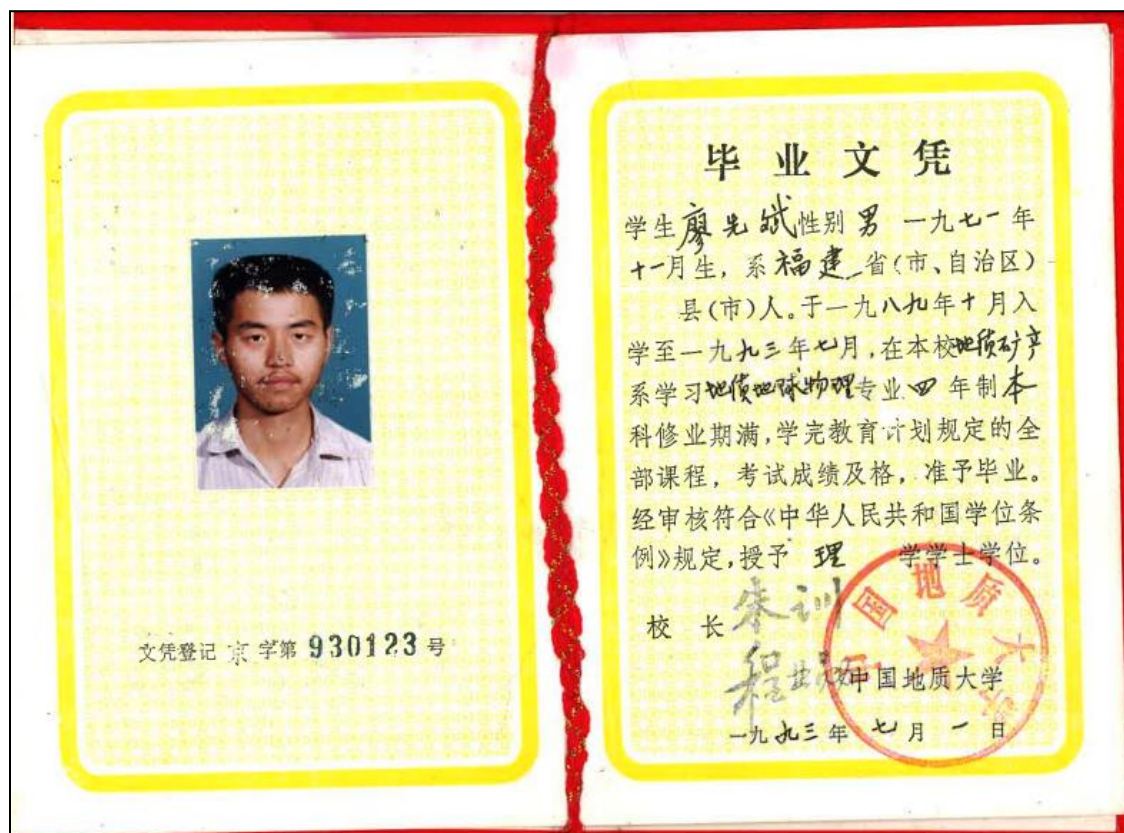 文凭登记 京 字第 930123 号
毕业文凭
学生廖先斌性别 男 一九七一年
十一月生，系福建省(市、自治区)
县(市)人。于一九八九年十月入
学至一九九三年七月，在本校地质矿产
系学习地质地球物理专业 四 年制本
科修业期满，学完教育计划规定的全
部课程，考试成绩及格，准予毕业。
经审核符合《中华人民共和国学位条
例》规定，授予 理 学学士学位。
校 长 朱训
中国地质大学
一九九三年 七 月 一 日
中国地质大学